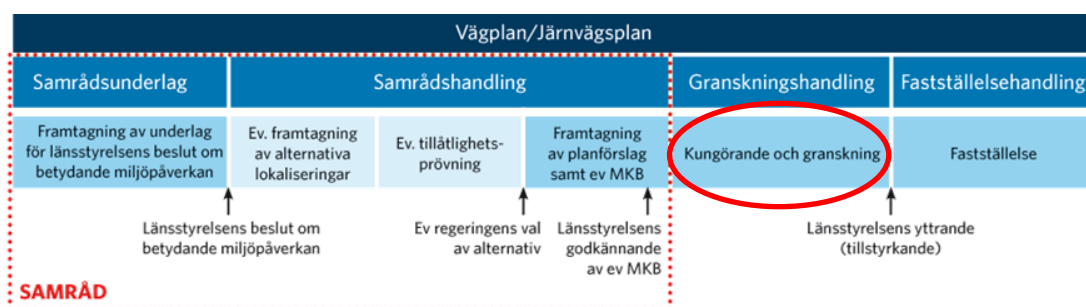 Vägplan/Järnvägsplan
Samrådsunderlag
Samrådshandling
Granskningshandling
Fastställelsehandling
Framtagning av underlag
för länsstyrelsens beslut om
betydande miljöpåverkan
Ev. framtagning
av alternativa
lokaliseringar
Ev. tillåtlighets-
prövning
Framtagning
av planförslag
samt ev MKB
Kungörande och granskning
Fastställelse
Länsstyrelsens beslut om
betydande miljöpåverkan
Ev regeringens val
av alternativ
Länsstyrelsens
godkännande
av ev MKB
Länsstyrelsens yttrande
(tillstyrkande)
SAMRÅD